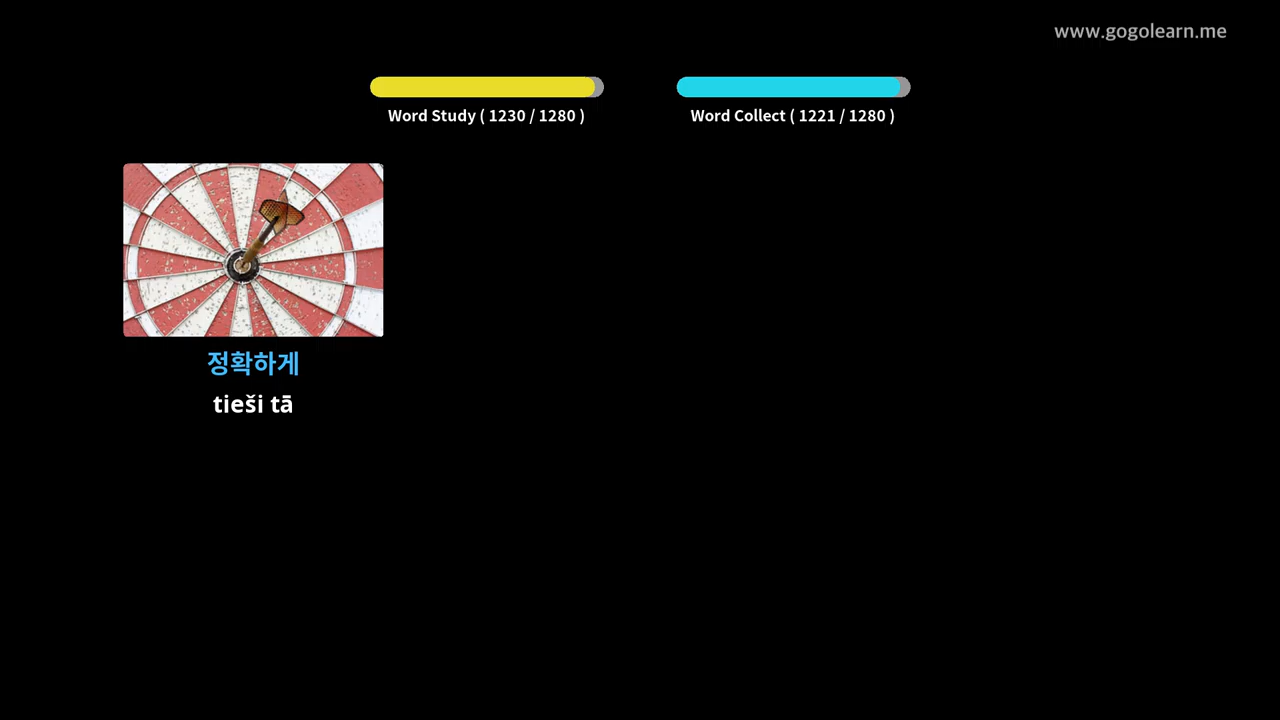 www.gogolearn.me
Word Study ( 1230 / 1280 )
Word Collect ( 1221 / 1280 )
정확하게
tieši tā